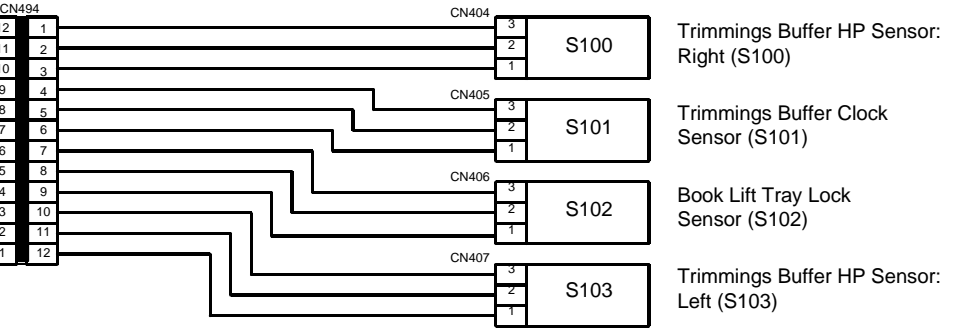 CN494
12 1
11 2
10 3
9 4
8 5
7 6
6 7
5 8
4 9
3 10
2 11
1 12
CN404
3
2
1
S100
Trimmings Buffer HP Sensor:
Right (S100)
CN405
3
2
1
S101
Trimmings Buffer Clock
Sensor (S101)
CN406
3
2
1
S102
Book Lift Tray Lock
Sensor (S102)
CN407
3
2
1
S103
Trimmings Buffer HP Sensor:
Left (S103)